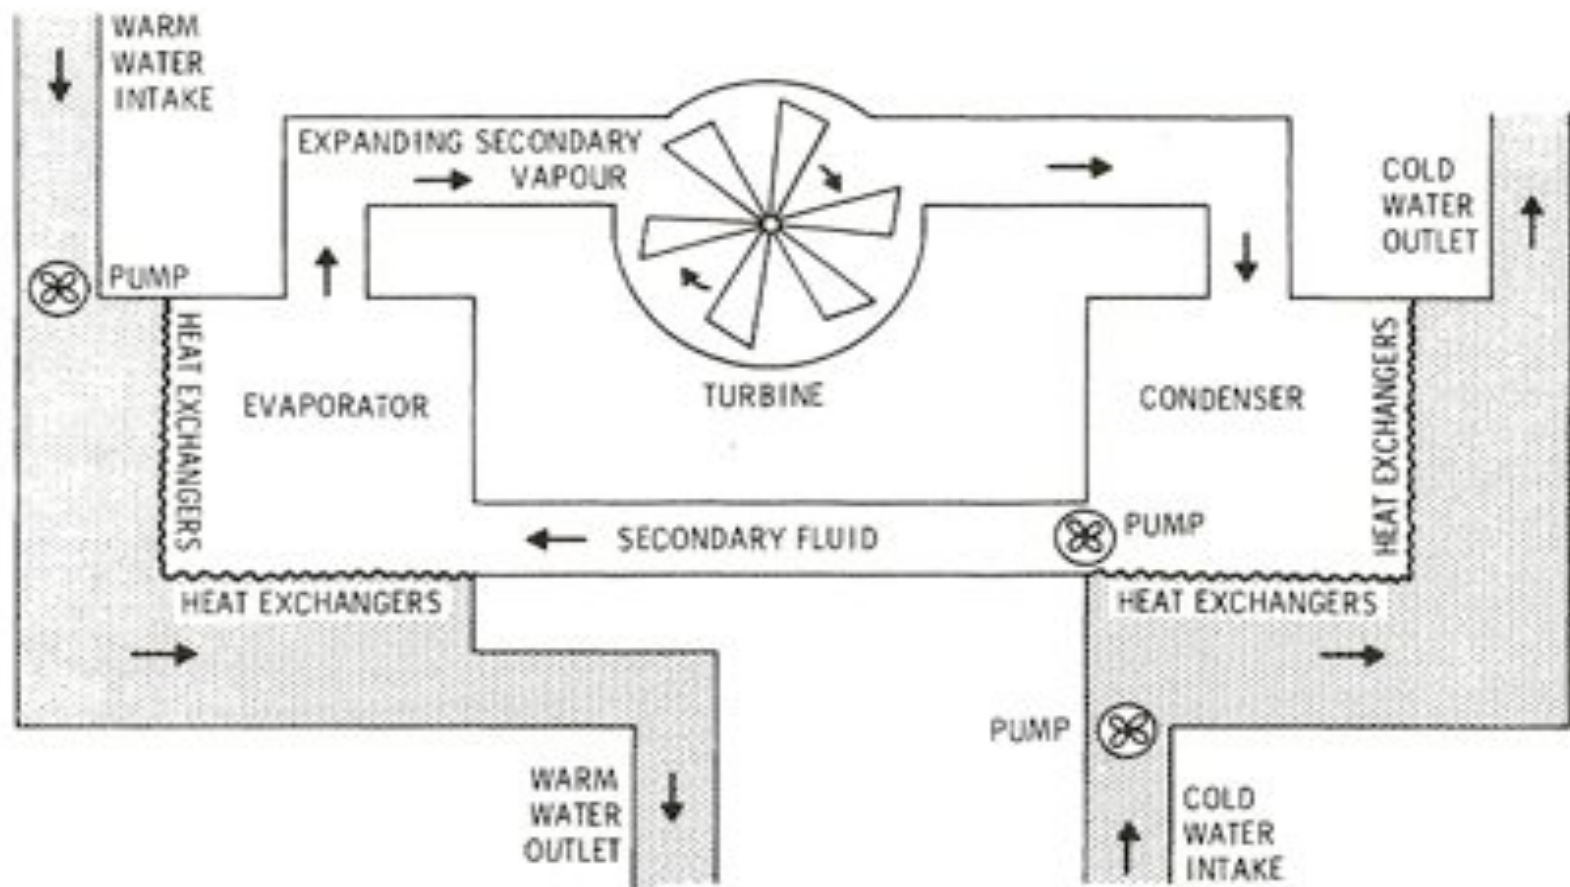 WARM
WATER
INTAKE
EXPANDING SECONDARY
VAPOUR
COLD
WATER
OUTLET
PUMP
HEAT EXCHANGERS
EVAPORATOR
TURBINE
CONDENSER
HEAT EXCHANGERS
SECONDARY FLUID
PUMP
HEAT EXCHANGERS
HEAT EXCHANGERS
PUMP
WARM
WATER
OUTLET
COLD
WATER
INTAKE